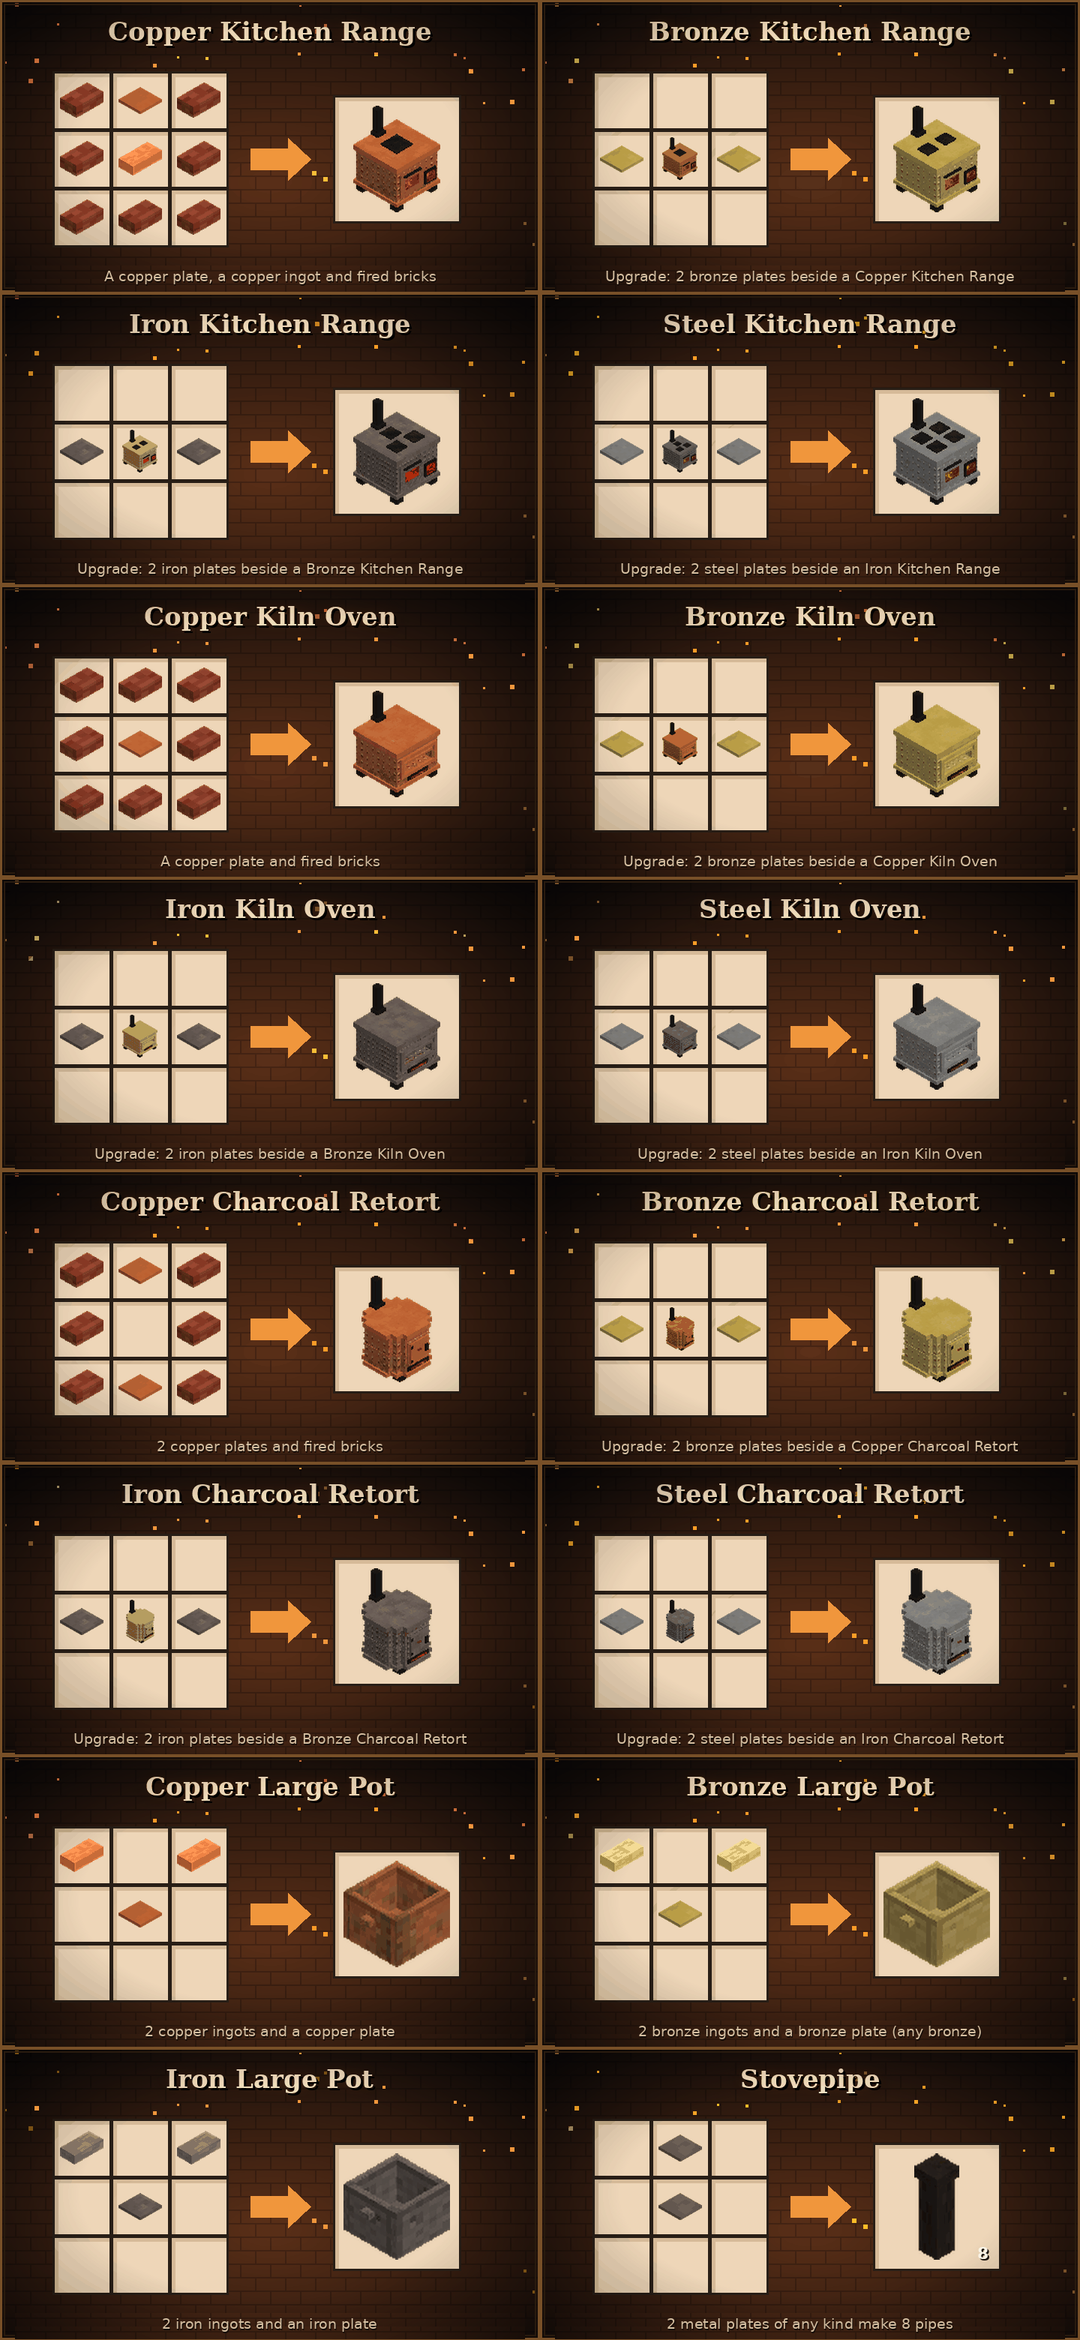 Copper Kitchen Range
A copper plate, a copper ingot and fired bricks
Bronze Kitchen Range
Upgrade: 2 bronze plates beside a Copper Kitchen Range
Iron Kitchen Range
Upgrade: 2 iron plates beside a Bronze Kitchen Range
Steel Kitchen Range
Upgrade: 2 steel plates beside an Iron Kitchen Range
Copper Kiln Oven
A copper plate and fired bricks
Bronze Kiln Oven
Upgrade: 2 bronze plates beside a Copper Kiln Oven
Iron Kiln Oven
Upgrade: 2 iron plates beside a Bronze Kiln Oven
Steel Kiln Oven
Upgrade: 2 steel plates beside an Iron Kiln Oven
Copper Charcoal Retort
2 copper plates and fired bricks
Bronze Charcoal Retort
Upgrade: 2 bronze plates beside a Copper Charcoal Retort
Iron Charcoal Retort
Upgrade: 2 iron plates beside a Bronze Charcoal Retort
Steel Charcoal Retort
Upgrade: 2 steel plates beside an Iron Charcoal Retort
Copper Large Pot
2 copper ingots and a copper plate
Bronze Large Pot
2 bronze ingots and a bronze plate (any bronze)
Iron Large Pot
2 iron ingots and an iron plate
Stovepipe
8
2 metal plates of any kind make 8 pipes